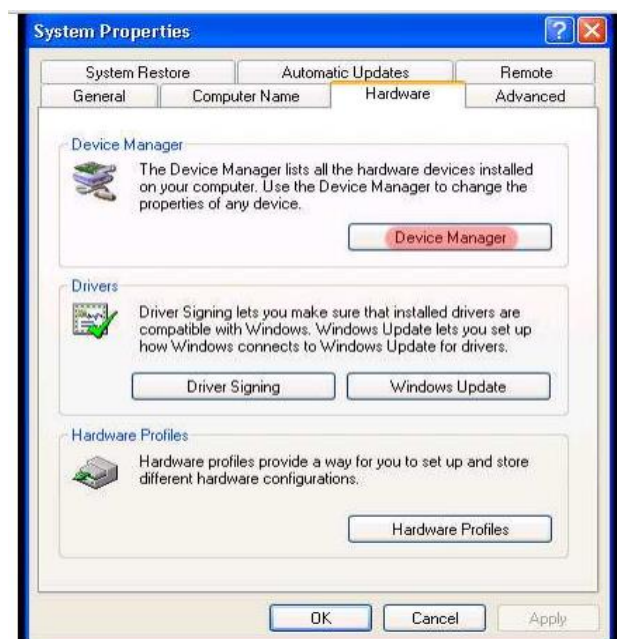 System Properties
System Restore Automatic Updates Remote
General Computer Name Hardware Advanced
Device Manager
The Device Manager lists all the hardware devices installed
on your computer. Use the Device Manager to change the
properties of any device.
Device Manager
Drivers
Driver Signing lets you make sure that installed drivers are
compatible with Windows. Windows Update lets you set up
how Windows connects to Windows Update for drivers.
Driver Signing Windows Update
Hardware Profiles
Hardware profiles provide a way for you to set up and store
different hardware configurations.
Hardware Profiles
OK Cancel Apply